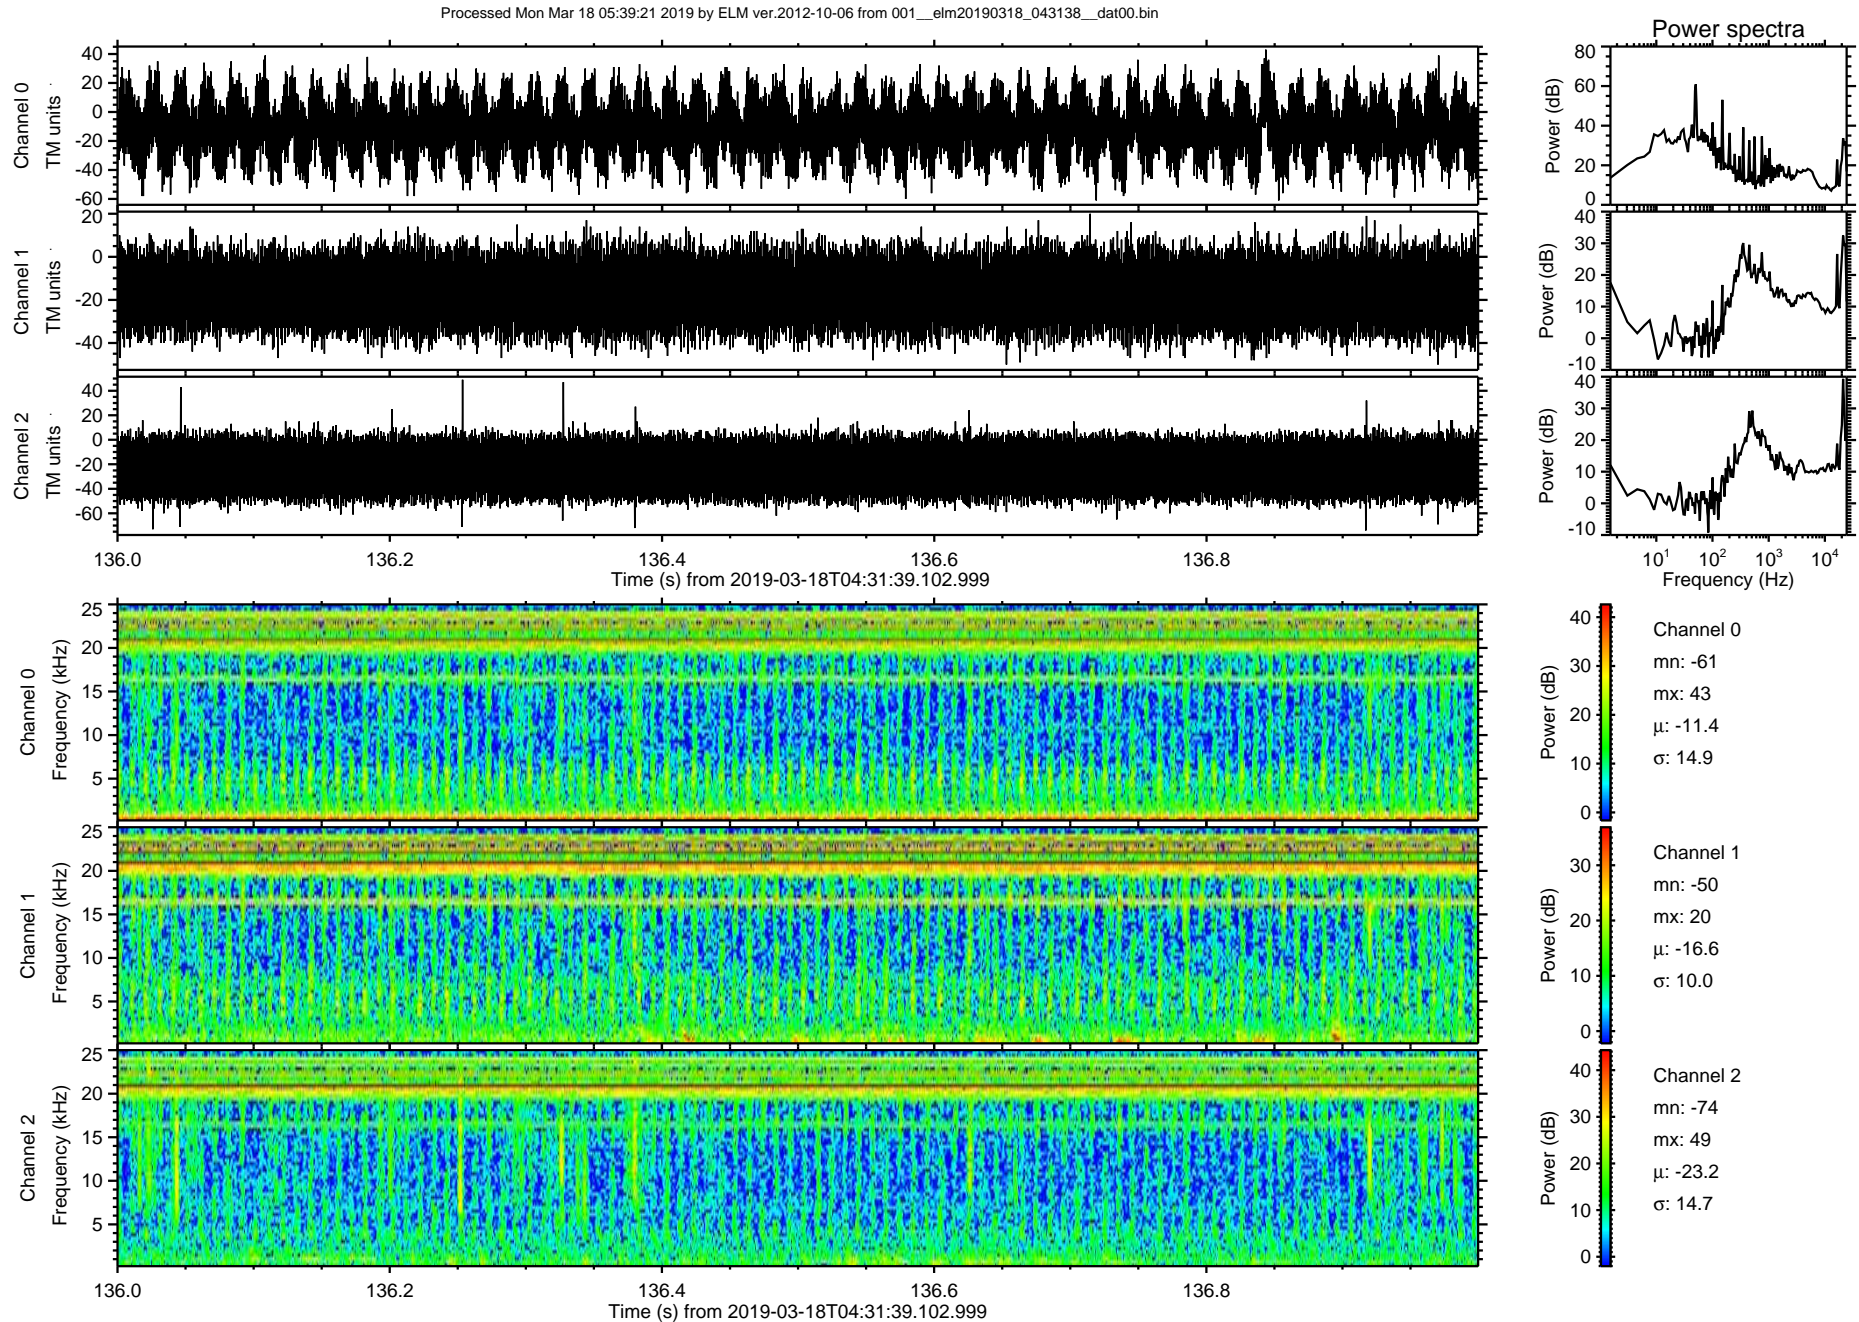 Processed Mon Mar 18 05:39:21 2019 by ELM ver.2012-10-06 from 001__elm20190318_043138__dat00.bin
Power spectra
Channel 0
TM units
40
20
0
-20
-40
-60
Power (dB)
80
60
40
20
0
Channel 1
TM units
20
0
-20
-40
Power (dB)
40
30
20
10
0
-10
Channel 2
TM units
40
20
0
-20
-40
-60
Power (dB)
40
30
20
10
0
-10
136.0 136.2 136.4 136.6 136.8
Time (s) from 2019-03-18T04:31:39.102.999
10¹ 10² 10³ 10⁴
Frequency (Hz)
Channel 0
Frequency (kHz)
25
20
15
10
5
Power (dB)
40
30
20
10
0
Channel 0
mn: -61
mx: 43
μ: -11.4
σ: 14.9
Channel 1
Frequency (kHz)
25
20
15
10
5
Power (dB)
30
20
10
0
Channel 1
mn: -50
mx: 20
μ: -16.6
σ: 10.0
Channel 2
Frequency (kHz)
25
20
15
10
5
Power (dB)
40
30
20
10
0
Channel 2
mn: -74
mx: 49
μ: -23.2
σ: 14.7
136.0 136.2 136.4 136.6 136.8
Time (s) from 2019-03-18T04:31:39.102.999